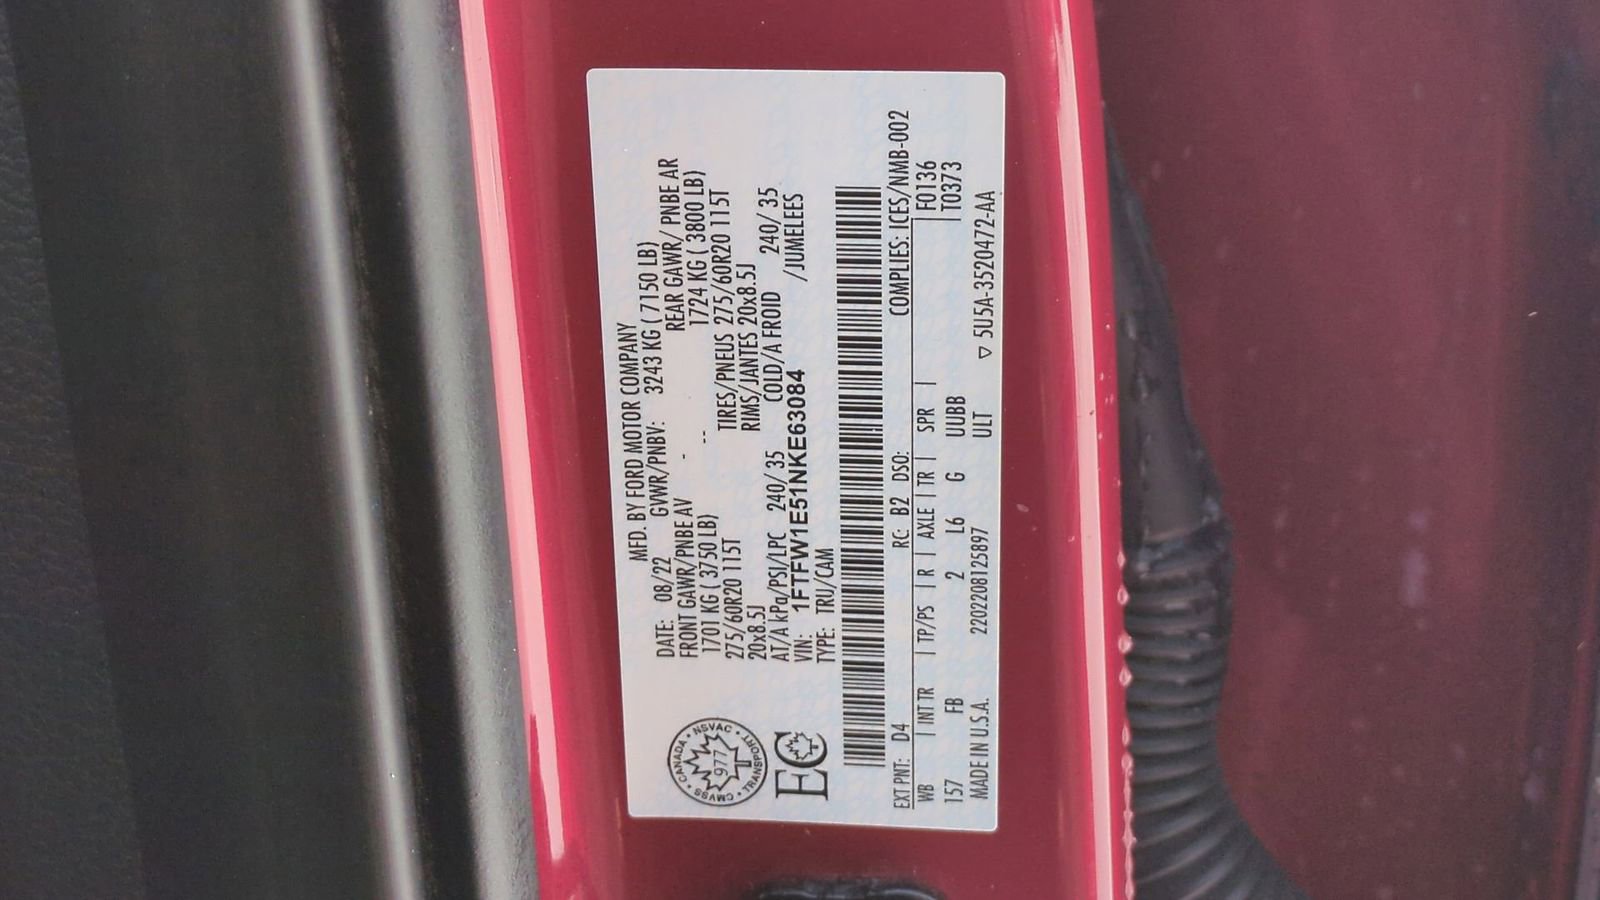 MFD. BY FORD MOTOR COMPANY
DATE: 08/22 GVWR/PNBV: 3243 KG ( 7150 LB)
FRONT GAWR/PNBE AV - REAR GAWR/ PNBE AR
1701 KG ( 3750 LB) -- 1724 KG ( 3800 LB)
275/60R20 115T TIRES/PNEUS 275/60R20 115T
20x8.5J RIMS/JANTES 20x8.5J
AT/A kPa/PSI/LPC 240/ 35 COLD/A FROID 240/ 35
VIN: 1FTFW1E51NKE63084 /JUMELEES
TYPE: TRU/CAM
CANADA • NSVAC • TRANSPORT • CMVSS •
977
EC
EXT PNT: D4 RC: B2 DSO: COMPLIES: ICES/NMB-002
WB | INT TR | TP/PS | R | AXLE | TR | SPR | | F0136
157 FB 2 L6 G UUBB T0373
MADE IN U.S.A. 2202208125897 ULT ▽ 5U5A-3520472-AA